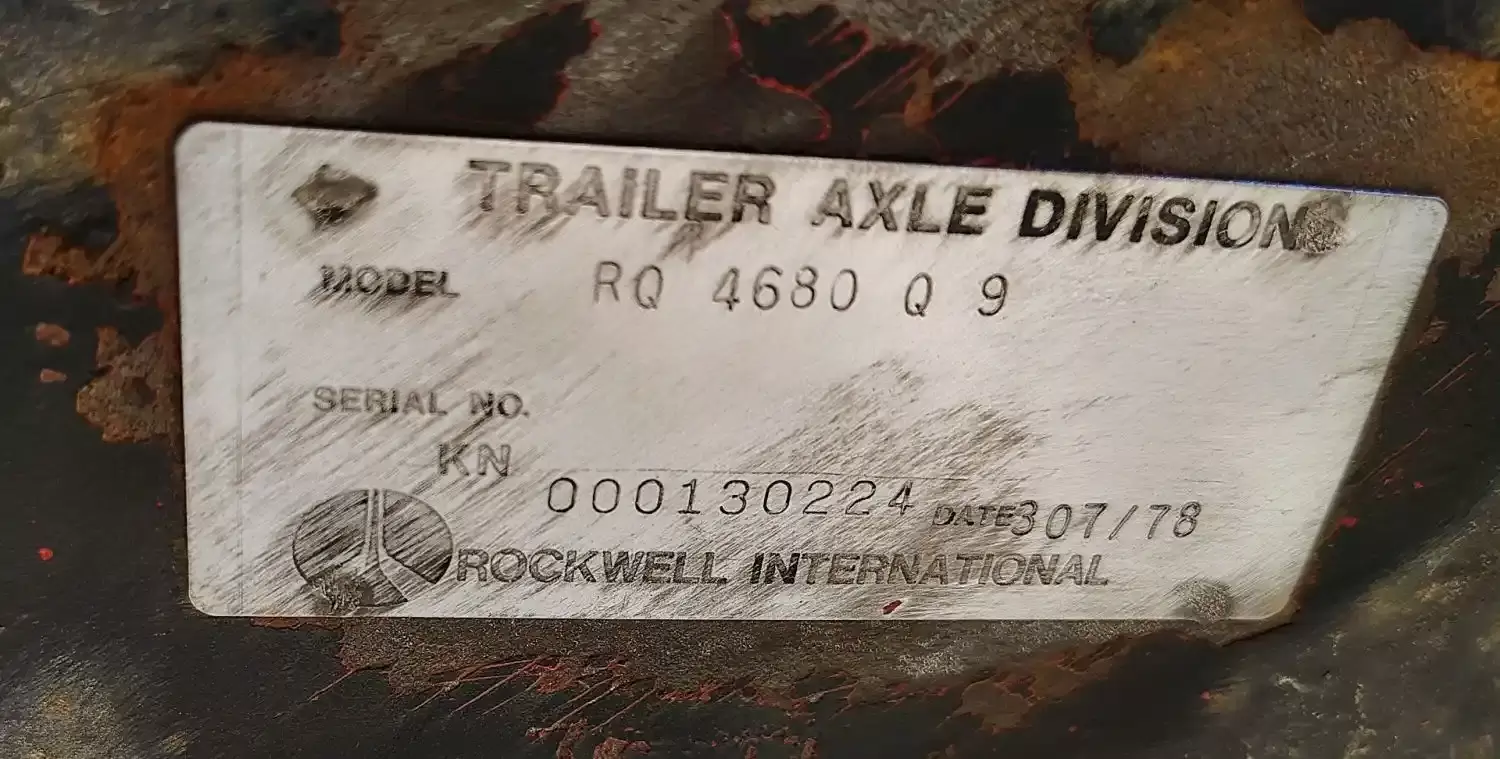 TRAILER AXLE DIVISION
MODEL RQ 4680 Q 9
SERIAL NO.
KN 000130224 DATE 307/78
ROCKWELL INTERNATIONAL